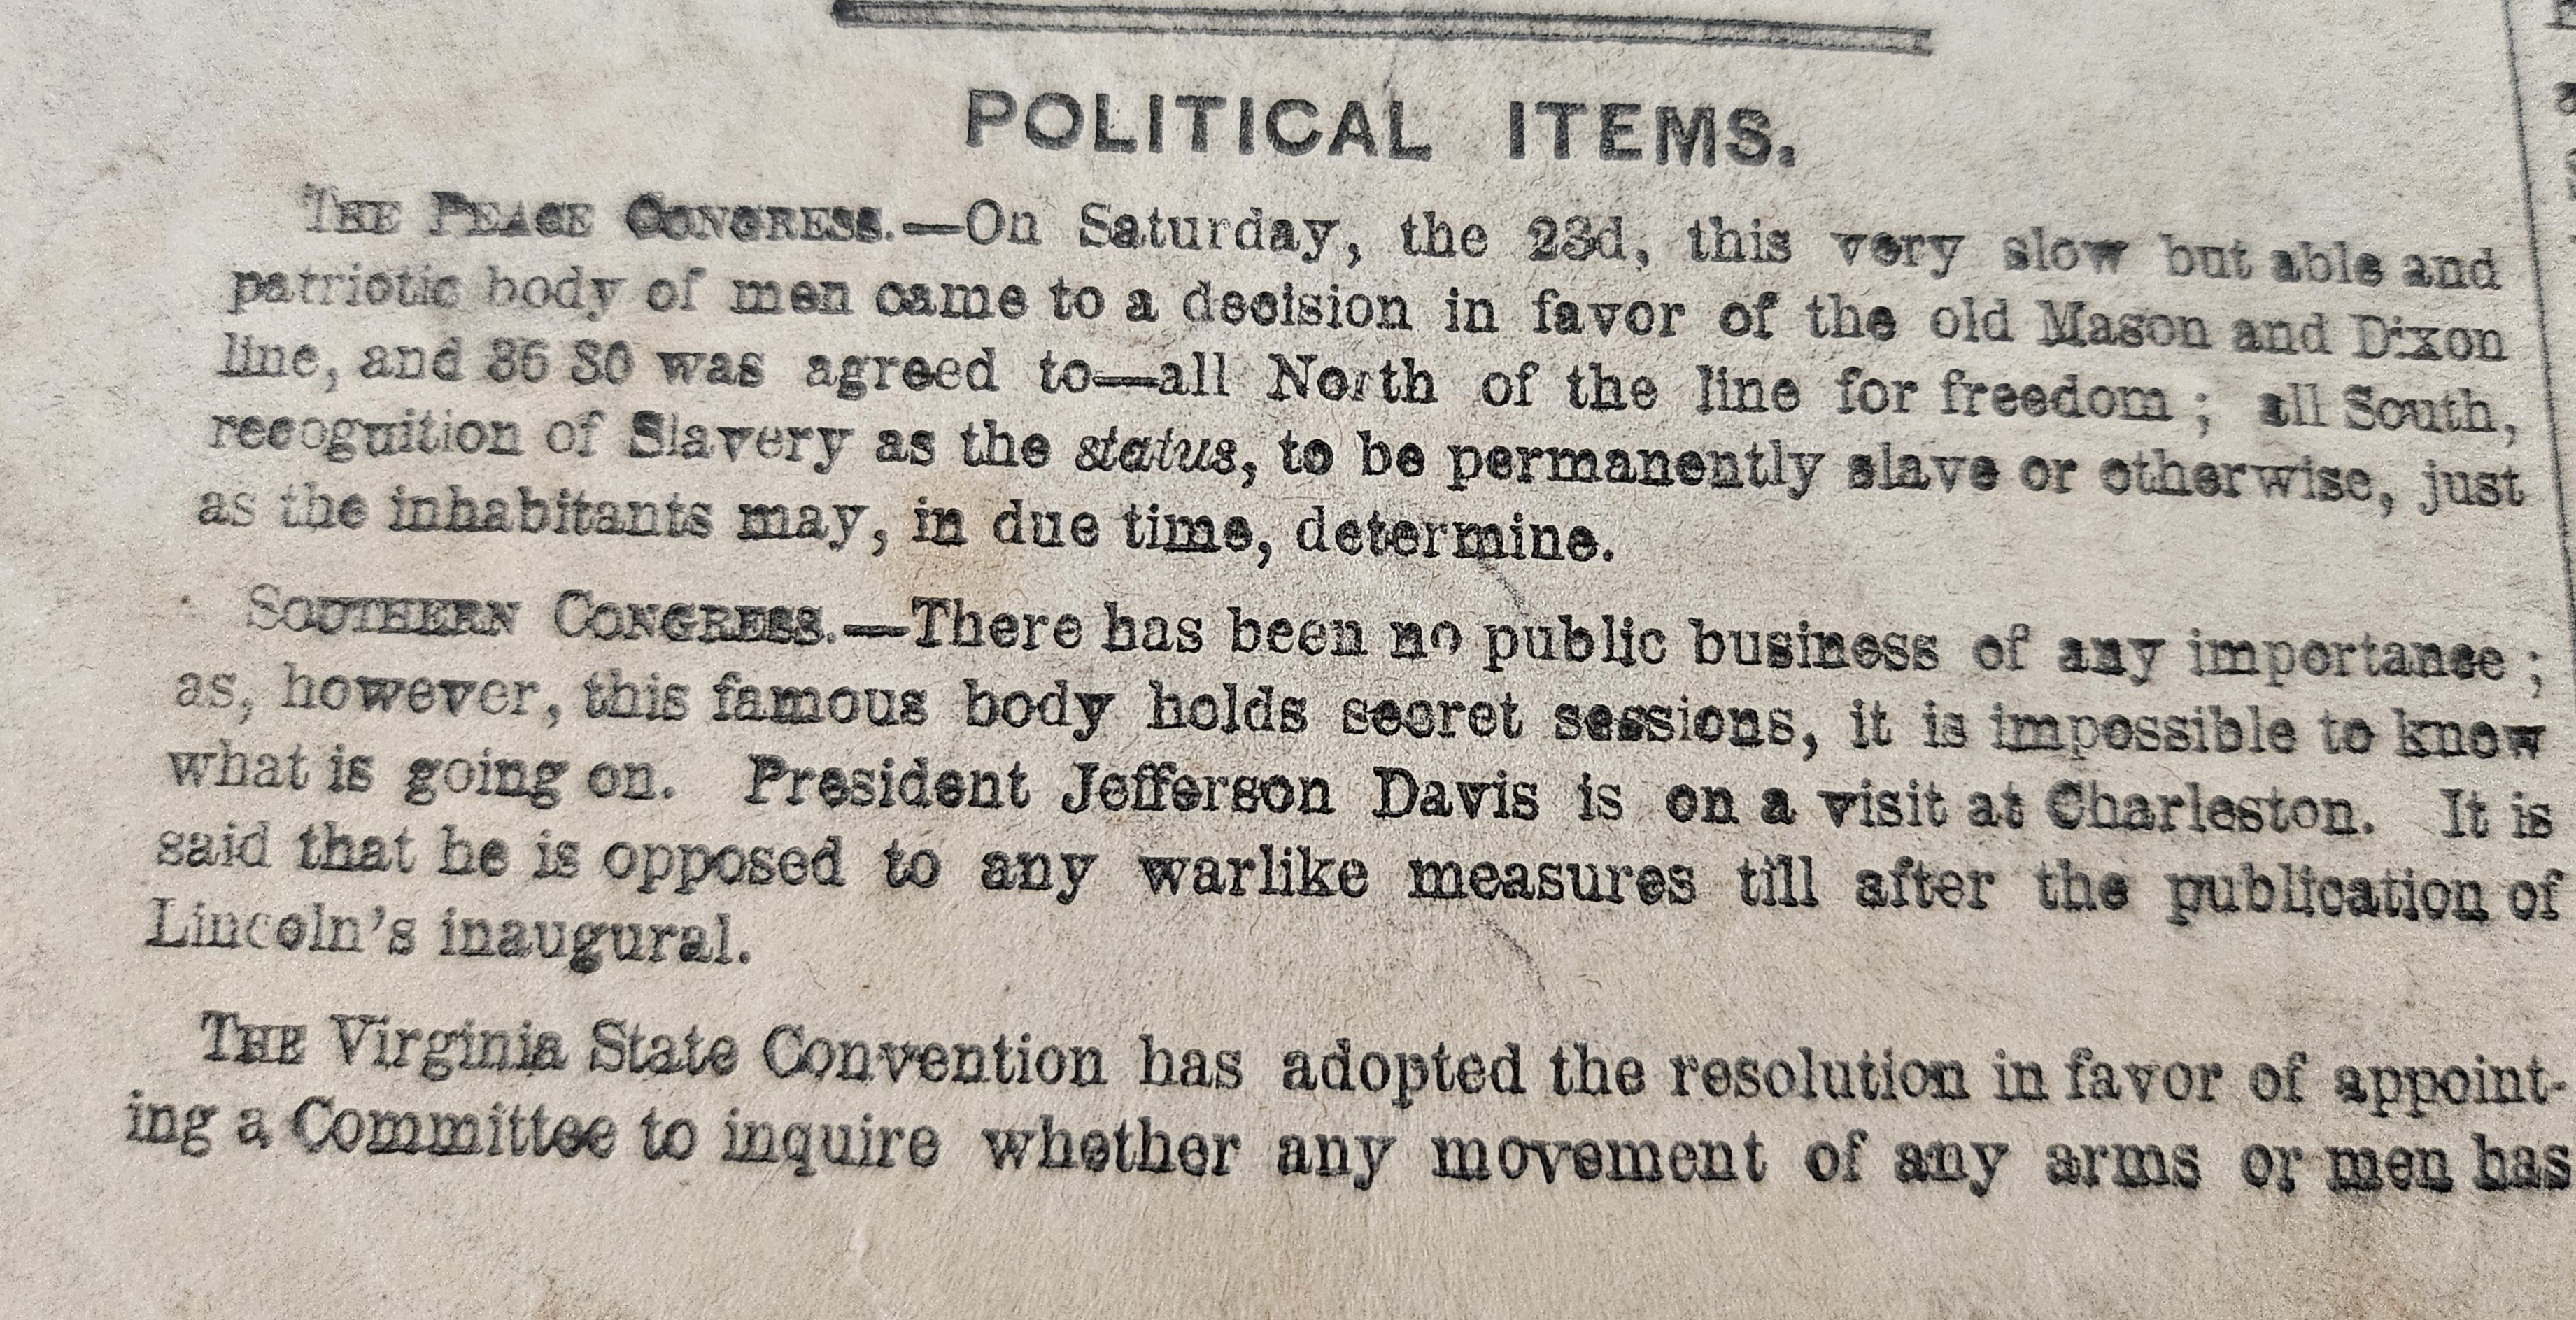 POLITICAL ITEMS.
THE PEACE CONGRESS.—On Saturday, the 23d, this very slow but able and
patriotic body of men came to a decision in favor of the old Mason and Dixon
line, and 36 30 was agreed to—all North of the line for freedom ; all South,
recognition of Slavery as the status, to be permanently slave or otherwise, just
as the inhabitants may, in due time, determine.
SOUTHERN CONGRESS.—There has been no public business of any importance ;
as, however, this famous body holds secret sessions, it is impossible to know
what is going on. President Jefferson Davis is on a visit at Charleston. It is
said that he is opposed to any warlike measures till after the publication of
Lincoln's inaugural.
THE Virginia State Convention has adopted the resolution in favor of appoint-
ing a Committee to inquire whether any movement of any arms or men has